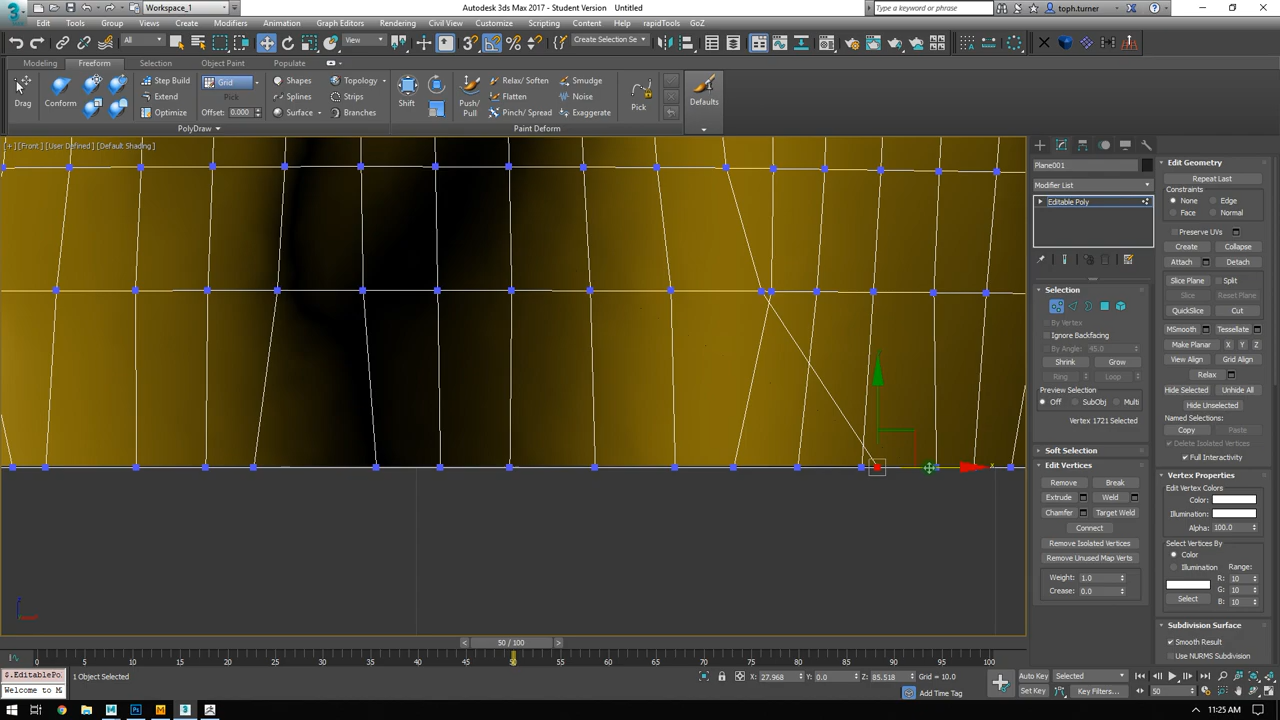 Workspace_1
Autodesk 3ds Max 2017 - Student Version    Untitled
Type a keyword or phrase
toph.turner
Edit Tools Group Views Create Modifiers Animation Graph Editors Rendering Civil View Customize Scripting Content rapidTools GoZ
All View Create Selection Se
Modeling Freeform Selection Object Paint Populate
Step Build Grid Shapes Topology Relax/ Soften Smudge
Drag Conform Extend Pick Splines Strips Shift Push/ Pull Flatten Noise Pick Defaults
Optimize Offset: 0.000 Surface Branches Pinch/ Spread Exaggerate
PolyDraw Paint Deform
[+] [Front] [User Defined] [Default Shading]
Plane001
Modifier List
Editable Poly
Selection
By Vertex
Ignore Backfacing
By Angle: 45.0
Shrink Grow
Ring Loop
Preview Selection
Off SubObj Multi
Vertex 1721 Selected
Soft Selection
Edit Vertices
Remove Break
Extrude Weld
Chamfer Target Weld
Connect
Remove Isolated Vertices
Remove Unused Map Verts
Weight: 1.0
Crease: 0.0
Edit Geometry
Repeat Last
Constraints
None Edge
Face Normal
Preserve UVs
Create Collapse
Attach Detach
Slice Plane Split
Slice Reset Plane
QuickSlice Cut
MSmooth Tessellate
Make Planar X Y Z
View Align Grid Align
Relax
Hide Selected Unhide All
Hide Unselected
Named Selections:
Copy Paste
Delete Isolated Vertices
Full Interactivity
Vertex Properties
Edit Vertex Colors
Color:
Illumination:
Alpha: 100.0
Select Vertices By
Color
Illumination Range:
R: 10
G: 10
Select B: 10
Subdivision Surface
Smooth Result
Use NURMS Subdivision
x
50 / 100
0 5 10 15 20 25 30 35 40 45 50 55 60 65 70 75 80 85 90 95 100
$.EditablePo
1 Object Selected
X: 27.968 Y: 0.0 Z: 85.518 Grid = 10.0
Auto Key Selected
Welcome to M
Add Time Tag
Set Key Key Filters... 50
11:25 AM